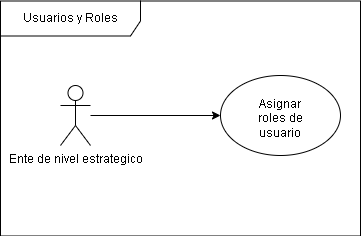 Usuarios y Roles
Asignar
roles de
usuario
Ente de nivel estrategico